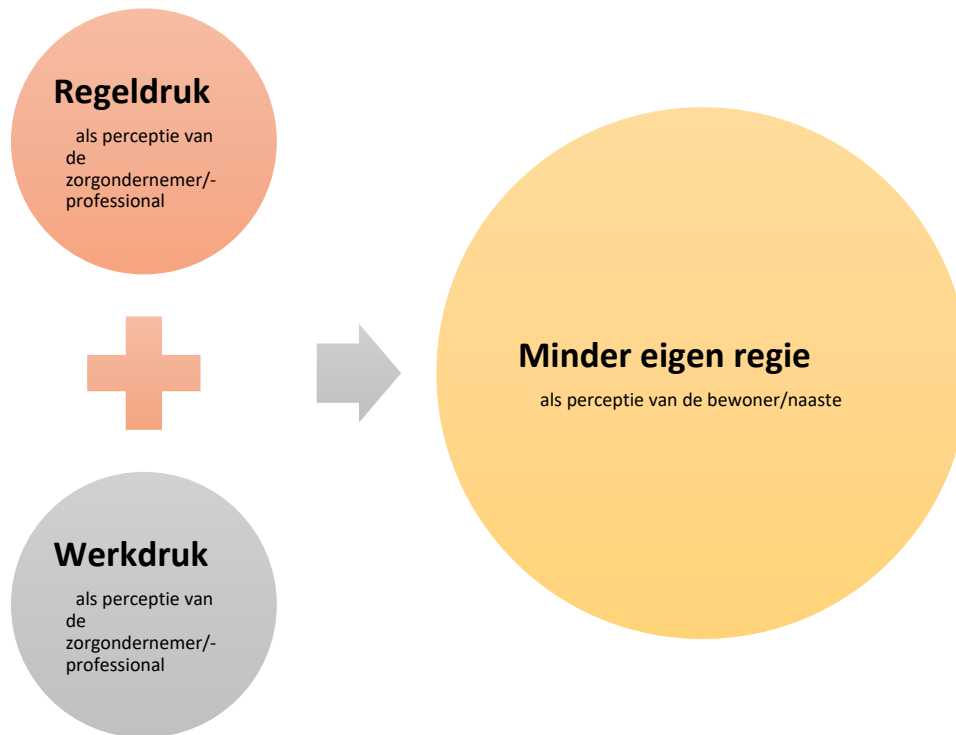 Regeldruk
als perceptie van
de
zorgondernemer/-
professional
Minder eigen regie
als perceptie van de bewoner/naaste
Werkdruk
als perceptie van
de
zorgondernemer/-
professional